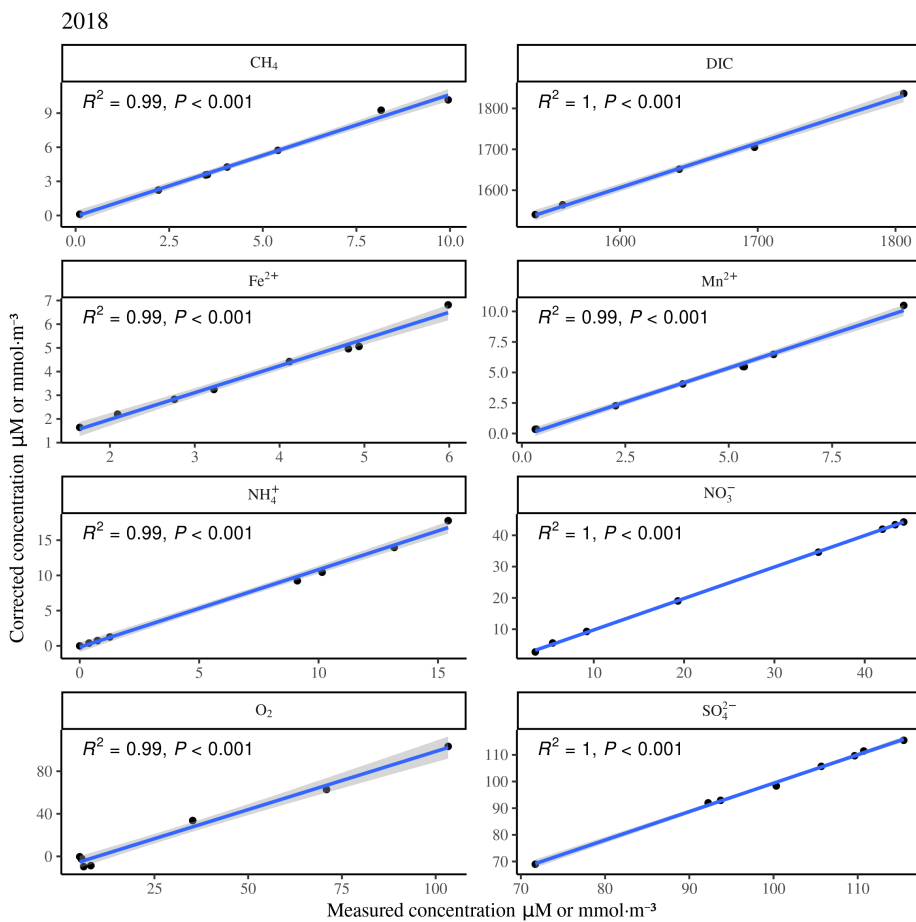 2018
CH₄
DIC
R² = 0.99, P < 0.001
R² = 1, P < 0.001
9
6
3
0
0.0 2.5 5.0 7.5 10.0
1800
1700
1600
1600 1700 1800
Fe²⁺
Mn²⁺
R² = 0.99, P < 0.001
R² = 0.99, P < 0.001
7
6
5
4
3
2
1
2 3 4 5 6
10.0
7.5
5.0
2.5
0.0
0.0 2.5 5.0 7.5
NH₄⁺
NO₃⁻
R² = 0.99, P < 0.001
R² = 1, P < 0.001
15
10
5
0
0 5 10 15
40
30
20
10
10 20 30 40
O₂
SO₄²⁻
R² = 0.99, P < 0.001
R² = 1, P < 0.001
80
40
0
25 50 75 100
110
100
90
80
70
70 80 90 100 110
Corrected concentration μM or mmol·m⁻³
Measured concentration μM or mmol·m⁻³